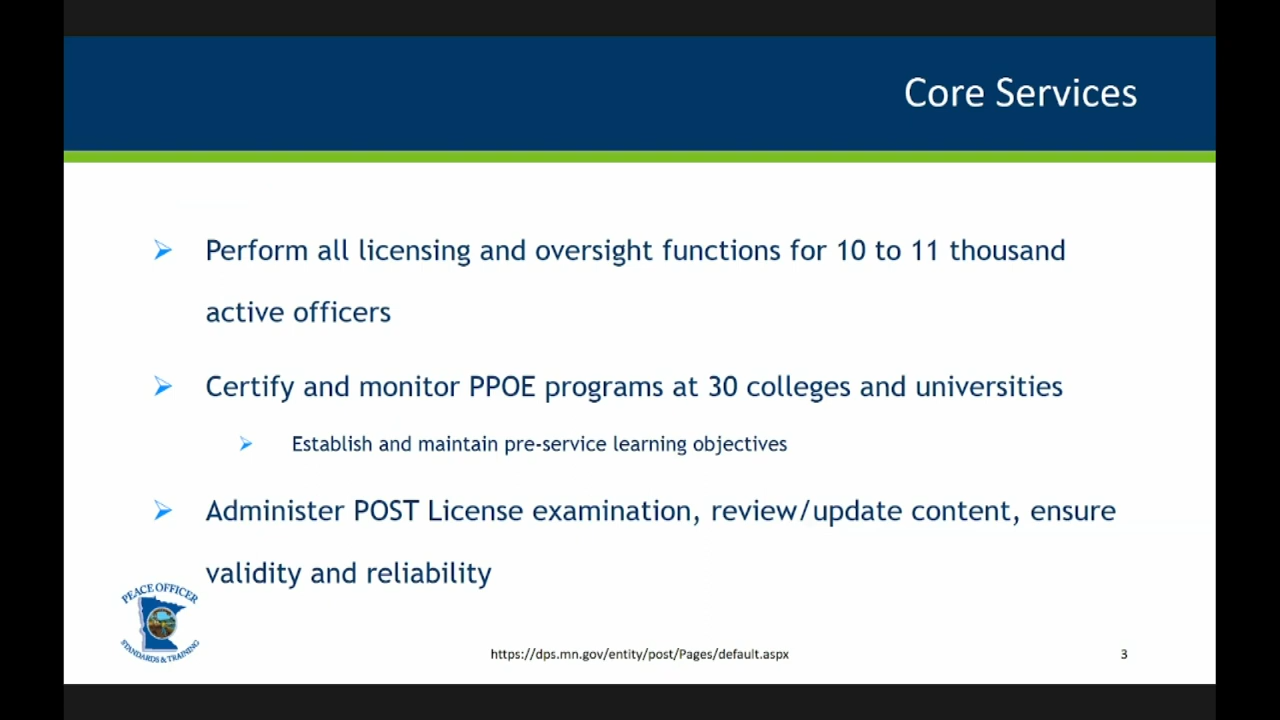 Core Services
Perform all licensing and oversight functions for 10 to 11 thousand
active officers
Certify and monitor PPOE programs at 30 colleges and universities
Establish and maintain pre-service learning objectives
Administer POST License examination, review/update content, ensure
validity and reliability
PEACE OFFICER
STANDARDS & TRAINING
https://dps.mn.gov/entity/post/Pages/default.aspx
3